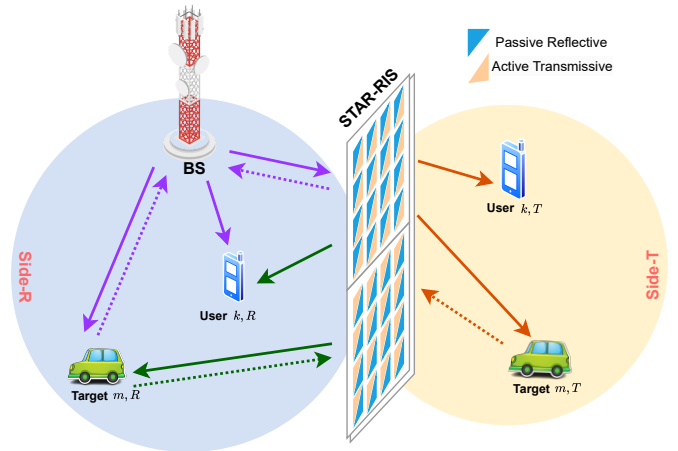 Passive Reflective
Active Transmissive
STAR-RIS
BS
User k, T
Side-R
Side-T
User k, R
Target m, R
Target m, T